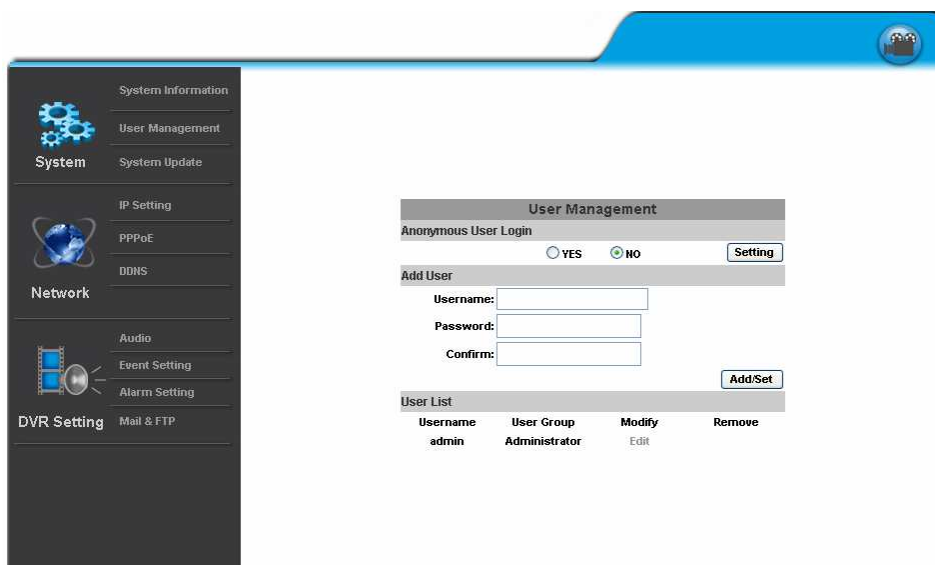 System Information
User Management
System
System Update
IP Setting
PPPoE
DDNS
Network
Audio
Event Setting
Alarm Setting
DVR Setting
Mail & FTP
User Management
Anonymous User Login
YES NO Setting
Add User
Username:
Password:
Confirm:
Add/Set
User List
Username User Group Modify Remove
admin Administrator Edit